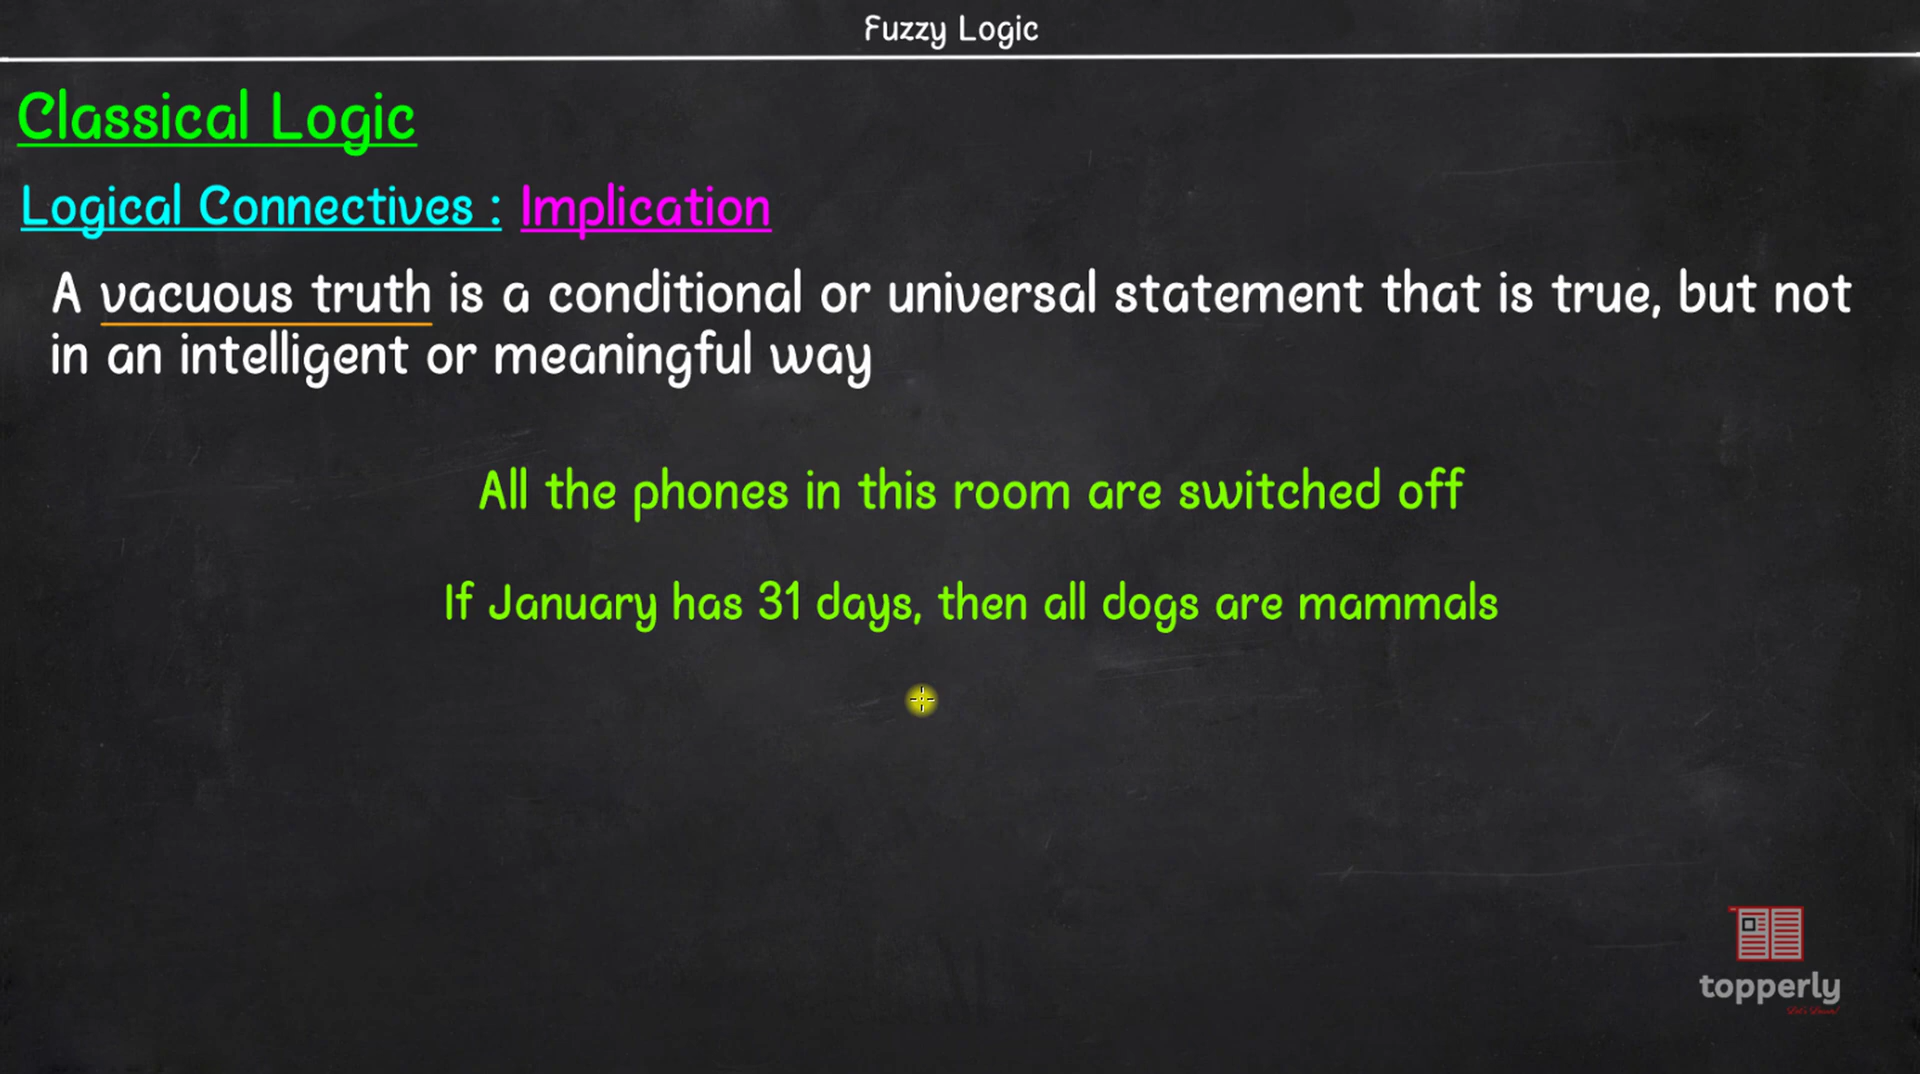 Fuzzy Logic
Classical Logic
Logical Connectives : Implication
A vacuous truth is a conditional or universal statement that is true, but not
in an intelligent or meaningful way
All the phones in this room are switched off
If January has 31 days, then all dogs are mammals
topperly